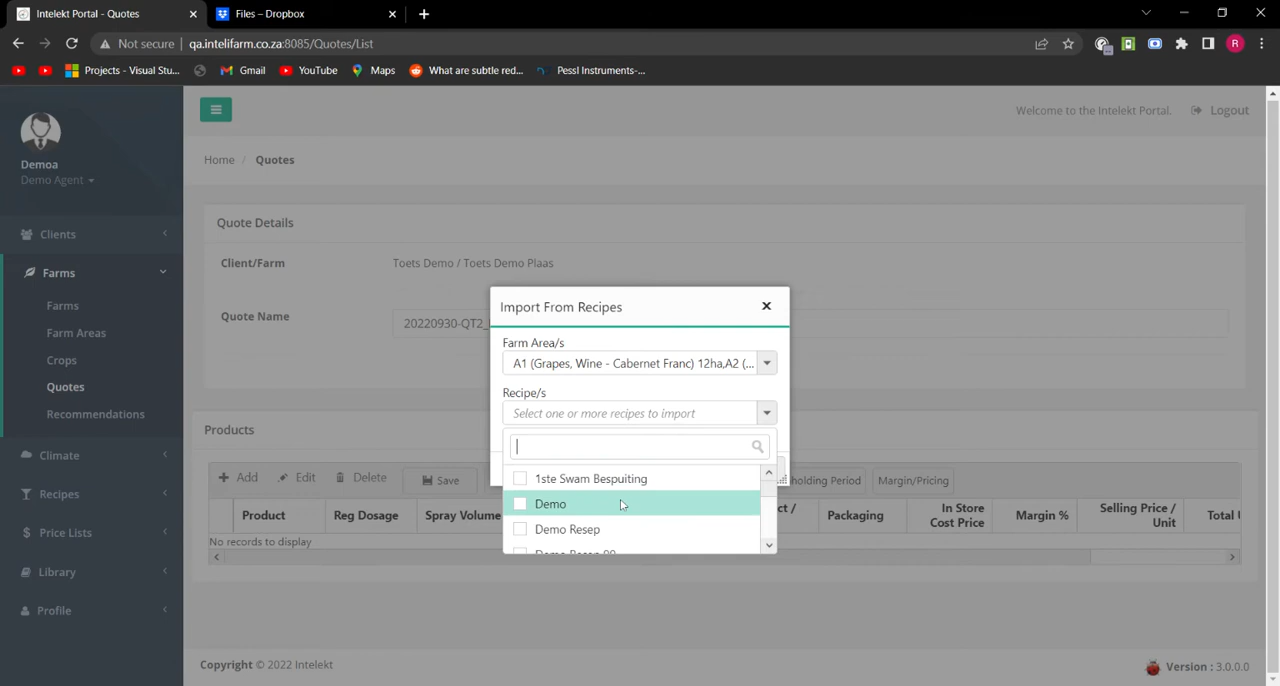 Intelekt Portal - Quotes
Files – Dropbox
Not secure
qa.intelifarm.co.za:8085/Quotes/List
R
Projects - Visual Stu...
Gmail
YouTube
Maps
What are subtle red...
Pessl Instruments-...
Welcome to the Intelekt Portal.
Logout
Demoa
Demo Agent
Home / Quotes
Clients
Farms
Farms
Farm Areas
Crops
Quotes
Recommendations
Climate
Recipes
Price Lists
Library
Profile
Quote Details
Client/Farm
Toets Demo / Toets Demo Plaas
Quote Name
20220930-QT2_
Import From Recipes
Farm Area/s
A1 (Grapes, Wine - Cabernet Franc) 12ha,A2 (...
Recipe/s
Select one or more recipes to import
1ste Swam Bespuiting
Demo
Demo Resep
Products
Add
Edit
Delete
Save
holding Period
Margin/Pricing
Product
Reg Dosage
Spray Volume
Packaging
In Store
Cost Price
Margin %
Selling Price /
Unit
Total
No records to display
Copyright © 2022 Intelekt
Version : 3.0.0.0